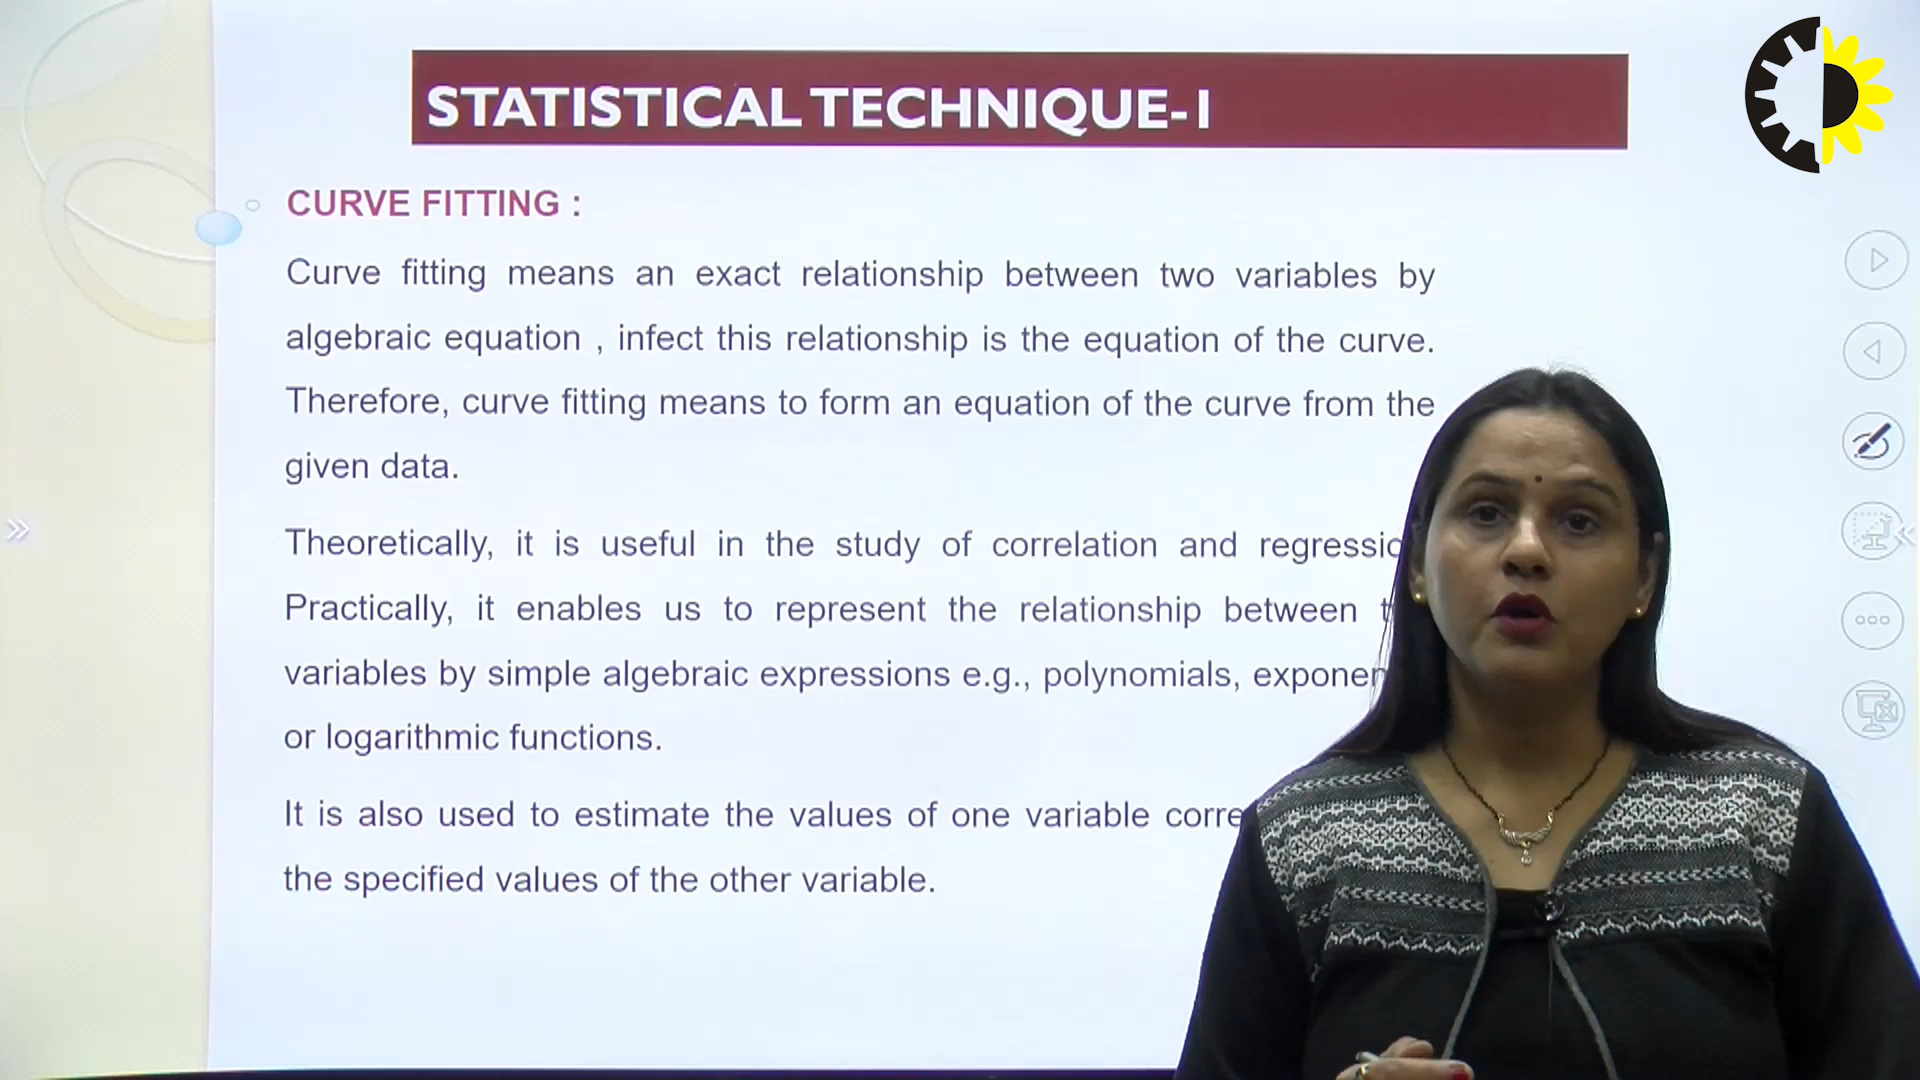 STATISTICAL TECHNIQUE-I
CURVE FITTING :
Curve fitting means an exact relationship between two variables by
algebraic equation , infect this relationship is the equation of the curve.
Therefore, curve fitting means to form an equation of the curve from the
given data.
Theoretically, it is useful in the study of correlation and
Practically, it enables us to represent the relationship between
variables by simple algebraic expressions e.g., polynomials,
or logarithmic functions.
It is also used to estimate the values of one variable
the specified values of the other variable.